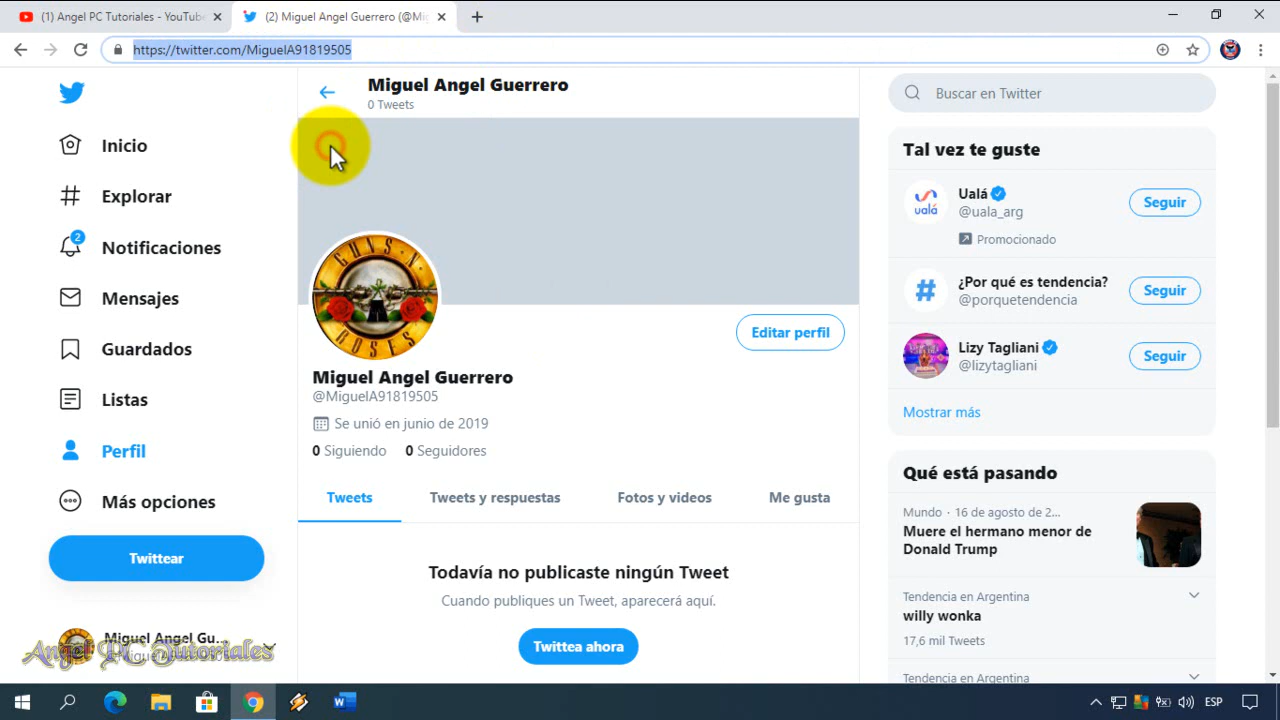 (1) Angel PC Tutoriales - YouTube
(2) Miguel Angel Guerrero (@Mig
https://twitter.com/MiguelA91819505
Inicio
Explorar
2
Notificaciones
Mensajes
Guardados
Listas
Perfil
Más opciones
Twittear
Miguel Angel Gu...
Angel PC Tutoriales
Miguel Angel Guerrero
0 Tweets
GUNS N ROSES
Editar perfil
Miguel Angel Guerrero
@MiguelA91819505
Se unió en junio de 2019
0 Siguiendo 0 Seguidores
Tweets Tweets y respuestas Fotos y videos Me gusta
Todavía no publicaste ningún Tweet
Cuando publiques un Tweet, aparecerá aquí.
Twittea ahora
Buscar en Twitter
Tal vez te guste
ualá
Ualá
@uala_arg
Promocionado
Seguir
¿Por qué es tendencia?
@porquetendencia
Seguir
Lizy Tagliani
@lizytagliani
Seguir
Mostrar más
Qué está pasando
Mundo · 16 de agosto de 2...
Muere el hermano menor de
Donald Trump
Tendencia en Argentina
willy wonka
17,6 mil Tweets
Tendencia en Argentina
ESP